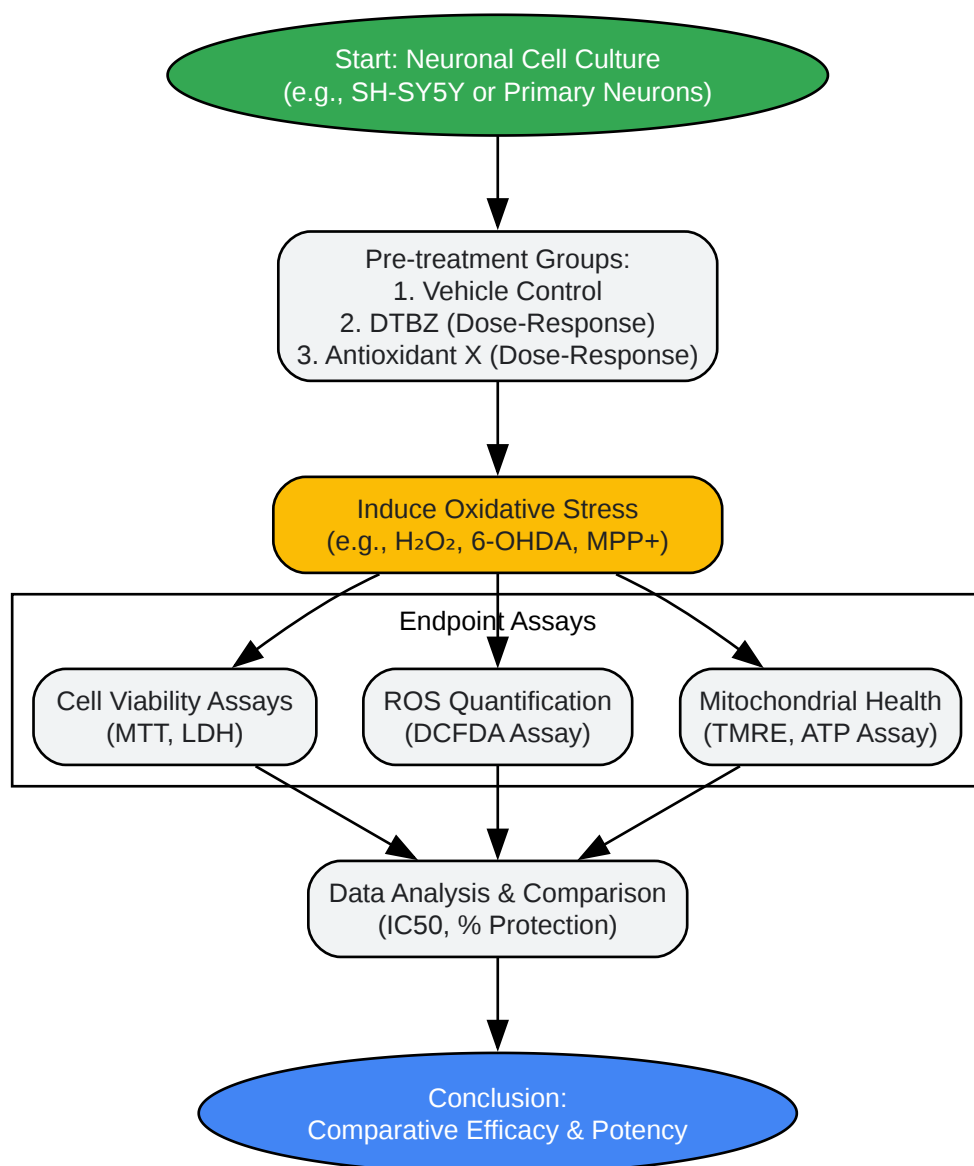 Start: Neuronal Cell Culture
(e.g., SH-SY5Y or Primary Neurons)
Pre-treatment Groups:
1. Vehicle Control
2. DTBZ (Dose-Response)
3. Antioxidant X (Dose-Response)
Induce Oxidative Stress
(e.g., H₂O₂, 6-OHDA, MPP+)
Endpoint Assays
Cell Viability Assays
(MTT, LDH)
ROS Quantification
(DCFDA Assay)
Mitochondrial Health
(TMRE, ATP Assay)
Data Analysis & Comparison
(IC50, % Protection)
Conclusion:
Comparative Efficacy & Potency